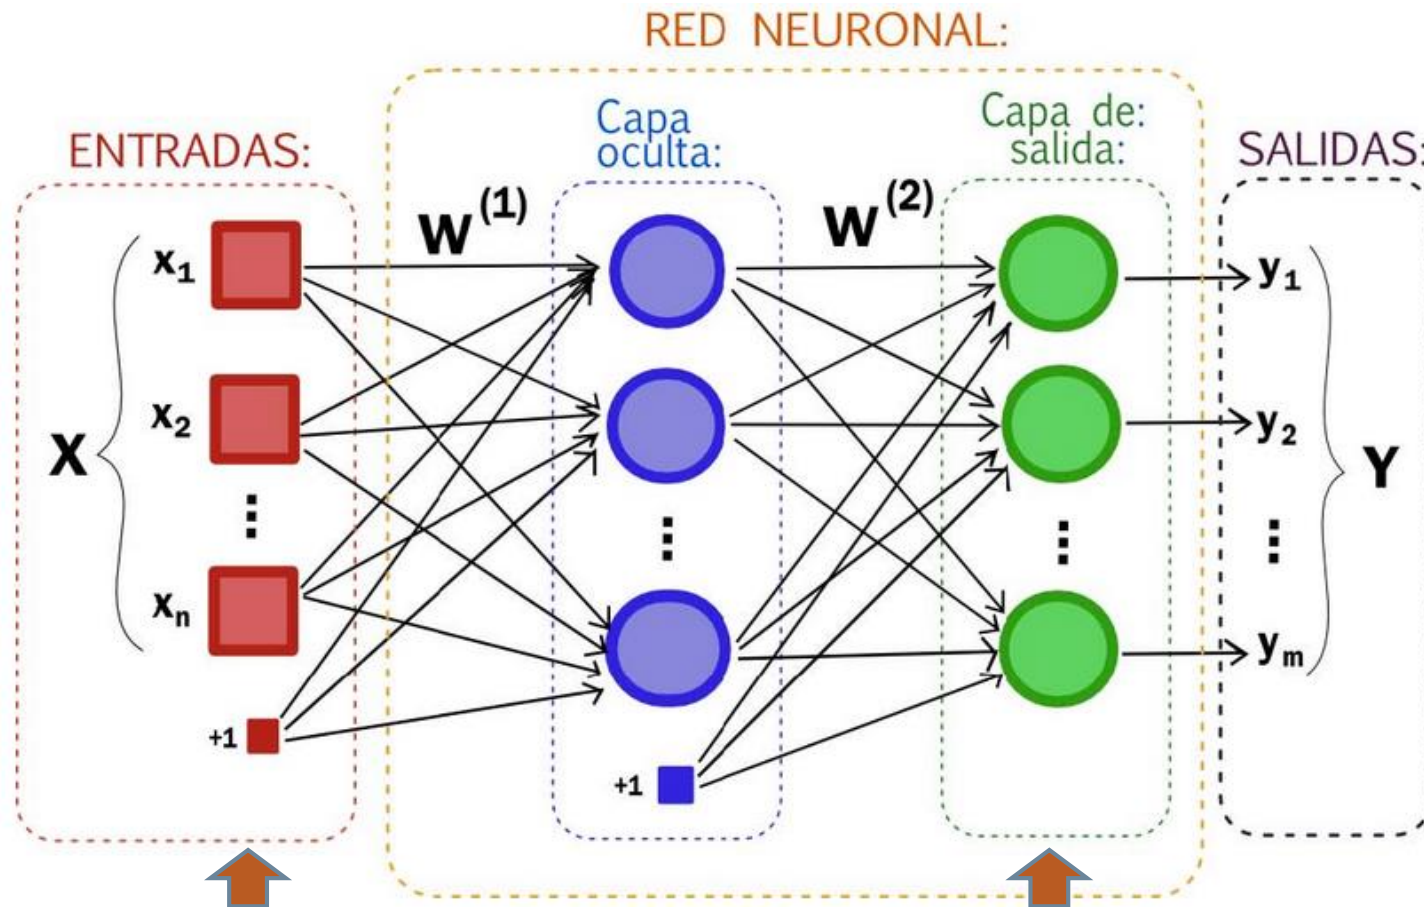 RED NEURONAL:
ENTRADAS:
Capa
oculta:
Capa de:
salida:
SALIDAS:
W(1)
W(2)
x1
x2
xn
+1
X
+1
y1
y2
ym
Y